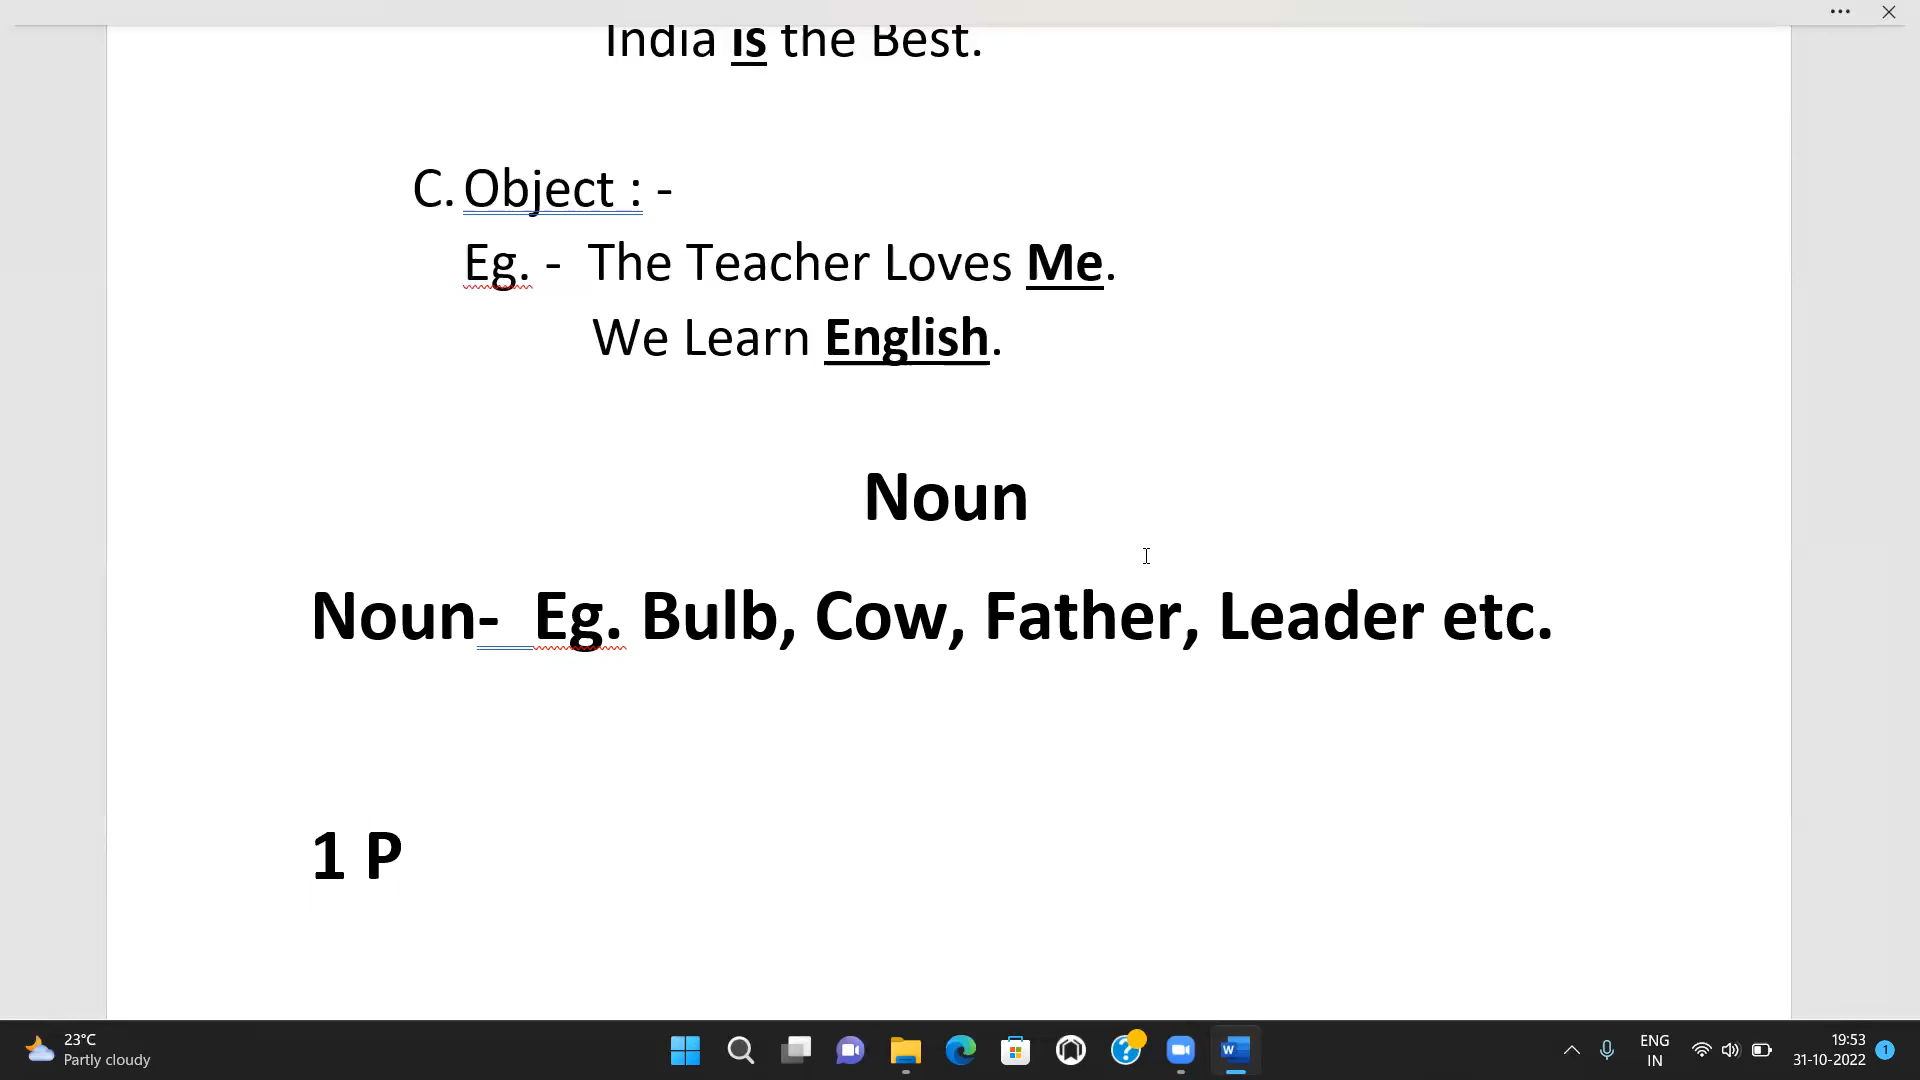 India is the Best.
C. Object : -
Eg. -  The Teacher Loves Me.
We Learn English.
Noun
Noun-  Eg. Bulb, Cow, Father, Leader etc.
1 P
23°C
Partly cloudy
ENG
IN
19:53
31-10-2022
1